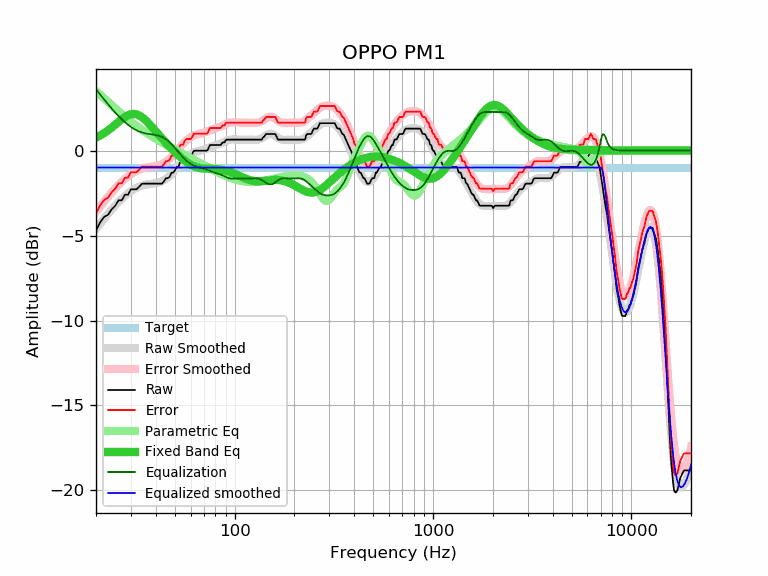 OPPO PM1
Amplitude (dBr)
0
−5
−10
−15
−20
Target
Raw Smoothed
Error Smoothed
Raw
Error
Parametric Eq
Fixed Band Eq
Equalization
Equalized smoothed
100 1000 10000
Frequency (Hz)